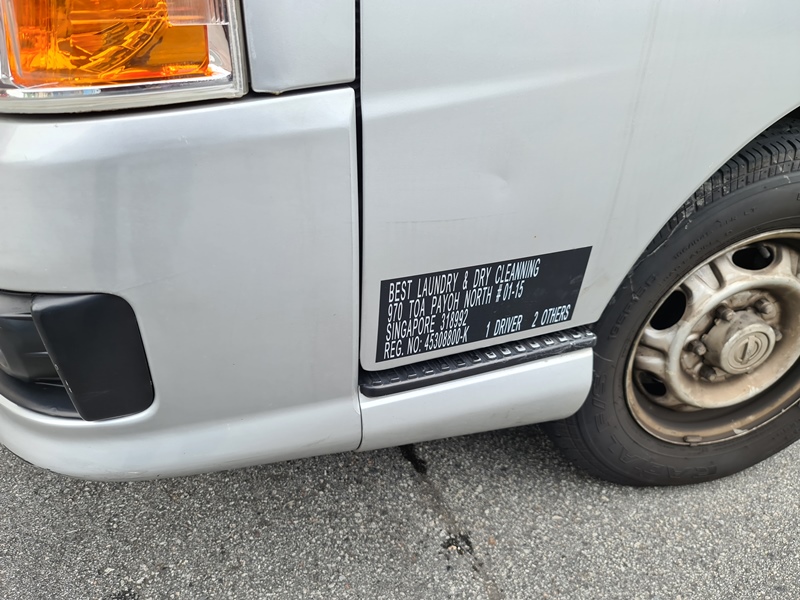 BEST LAUNDRY & DRY CLEANNING
970 TOA PAYOH NORTH #01-15
SINGAPORE 318992
REG. NO: 45308800-K
1 DRIVER 2 OTHERS